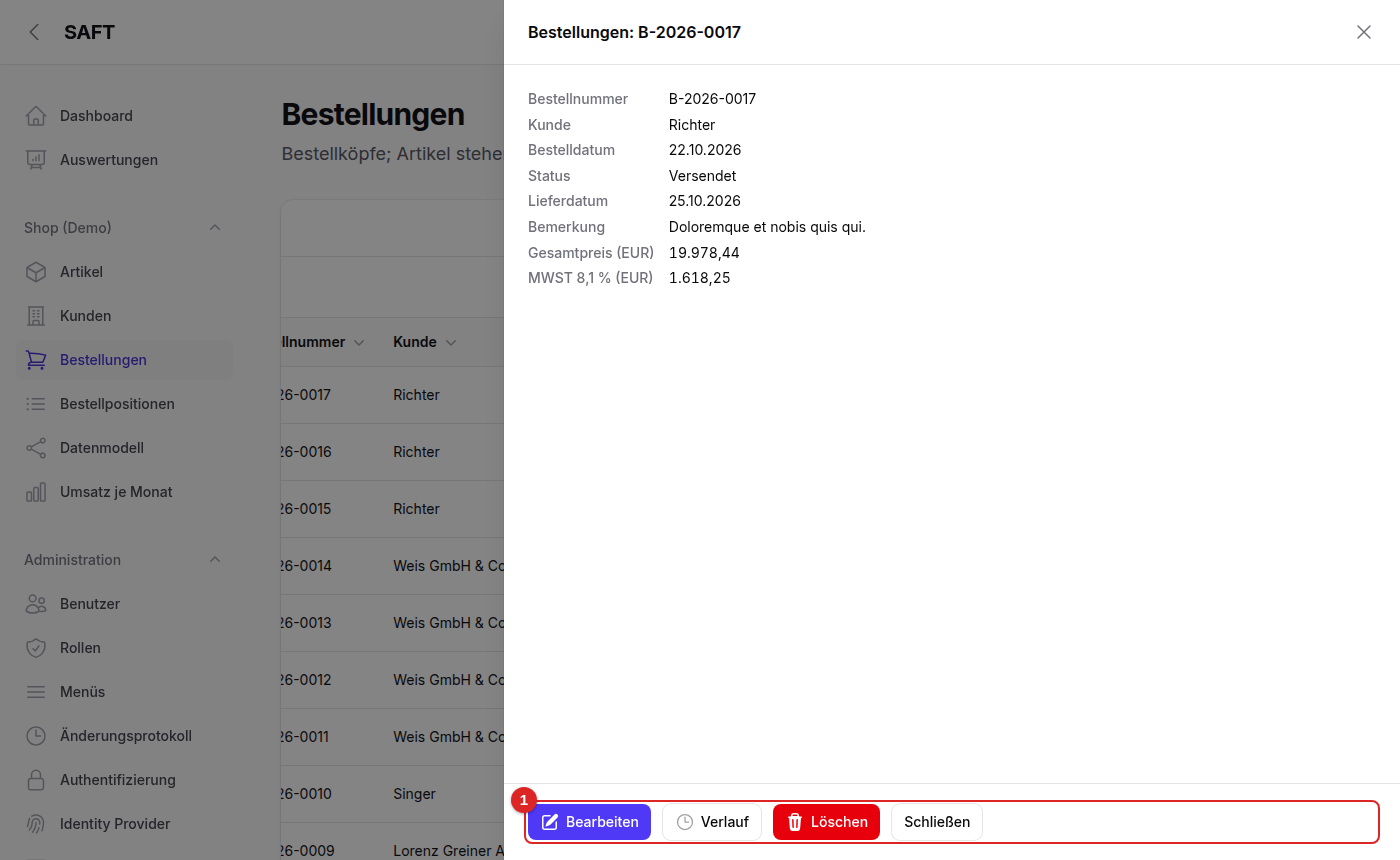 SAFT
Dashboard
Auswertungen
Shop (Demo)
Artikel
Kunden
Bestellungen
Bestellpositionen
Datenmodell
Umsatz je Monat
Administration
Benutzer
Rollen
Menüs
Änderungsprotokoll
Authentifizierung
Identity Provider
Bestellungen
Bestellköpfe; Artikel stehe
llnummer Kunde
26-0017 Richter
26-0016 Richter
26-0015 Richter
26-0014 Weis GmbH & Co
26-0013 Weis GmbH & Co
26-0012 Weis GmbH & Co
26-0011 Weis GmbH & Co
26-0010 Singer
26-0009 Lorenz Greiner A
Bestellungen: B-2026-0017
Bestellnummer B-2026-0017
Kunde Richter
Bestelldatum 22.10.2026
Status Versendet
Lieferdatum 25.10.2026
Bemerkung Doloremque et nobis quis qui.
Gesamtpreis (EUR) 19.978,44
MWST 8,1 % (EUR) 1.618,25
1
Bearbeiten Verlauf Löschen Schließen